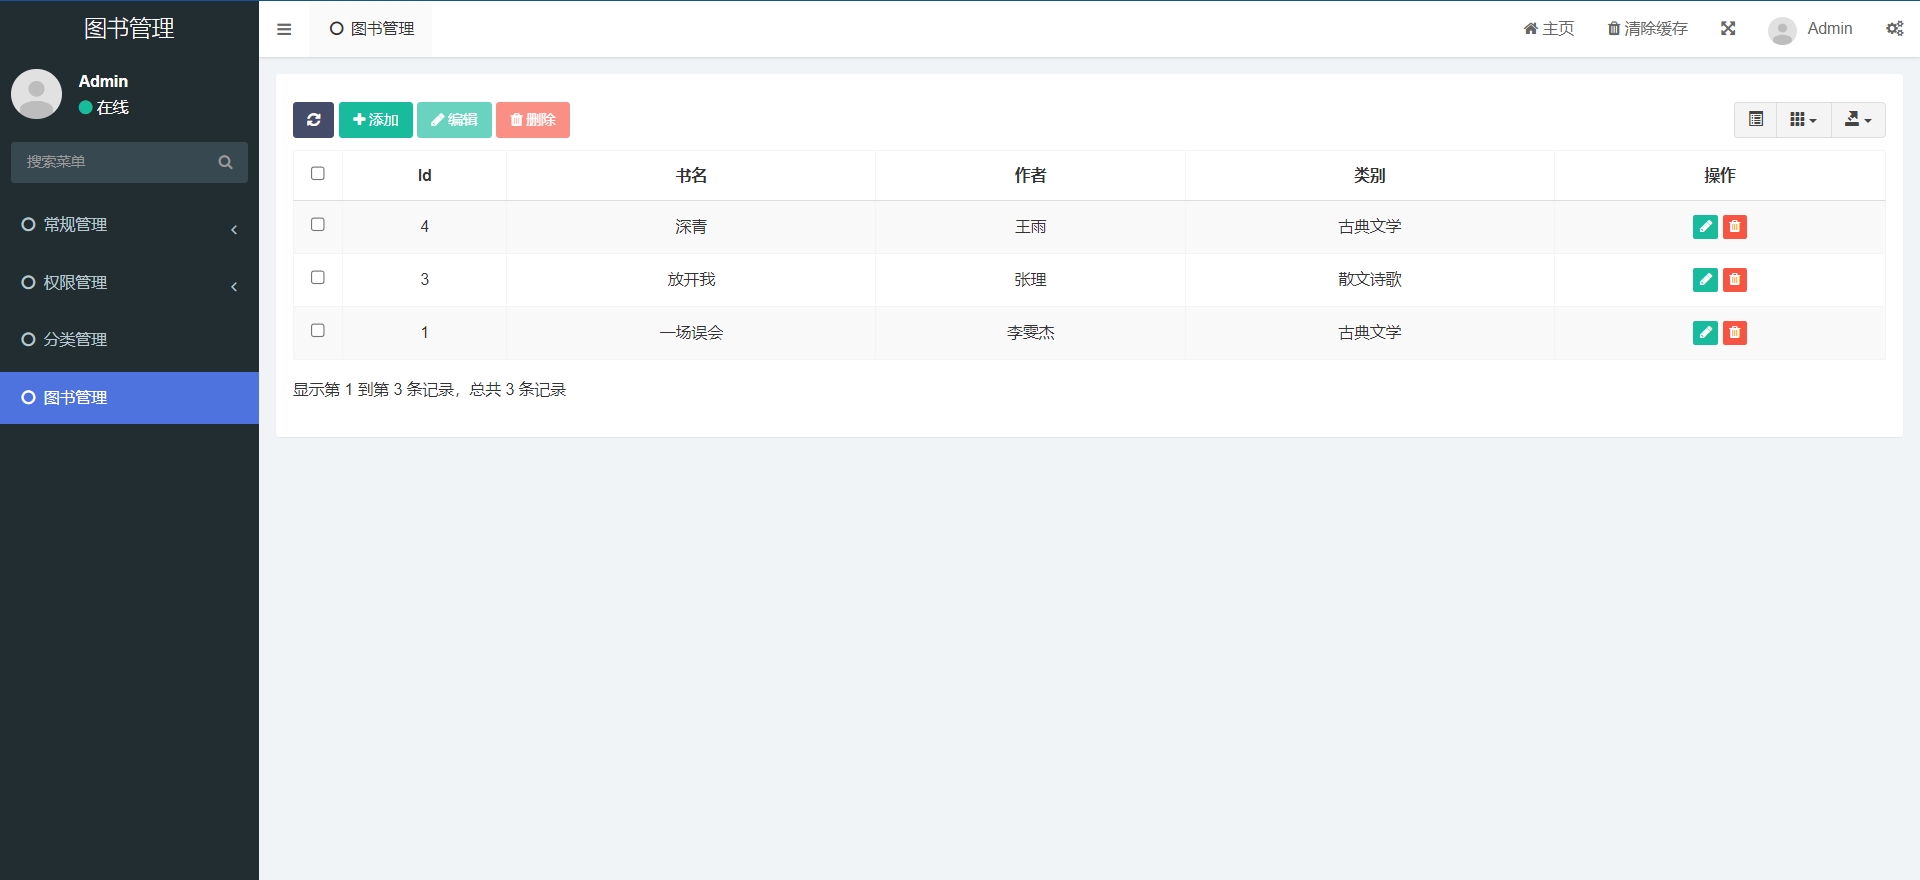 图书管理
Admin
在线
搜索菜单
常规管理
权限管理
分类管理
图书管理
图书管理
主页
清除缓存
Admin
添加
编辑
删除
Id 书名 作者 类别 操作
4 深青 王雨 古典文学
3 放开我 张理 散文诗歌
1 一场误会 李雯杰 古典文学
显示第 1 到第 3 条记录，总共 3 条记录